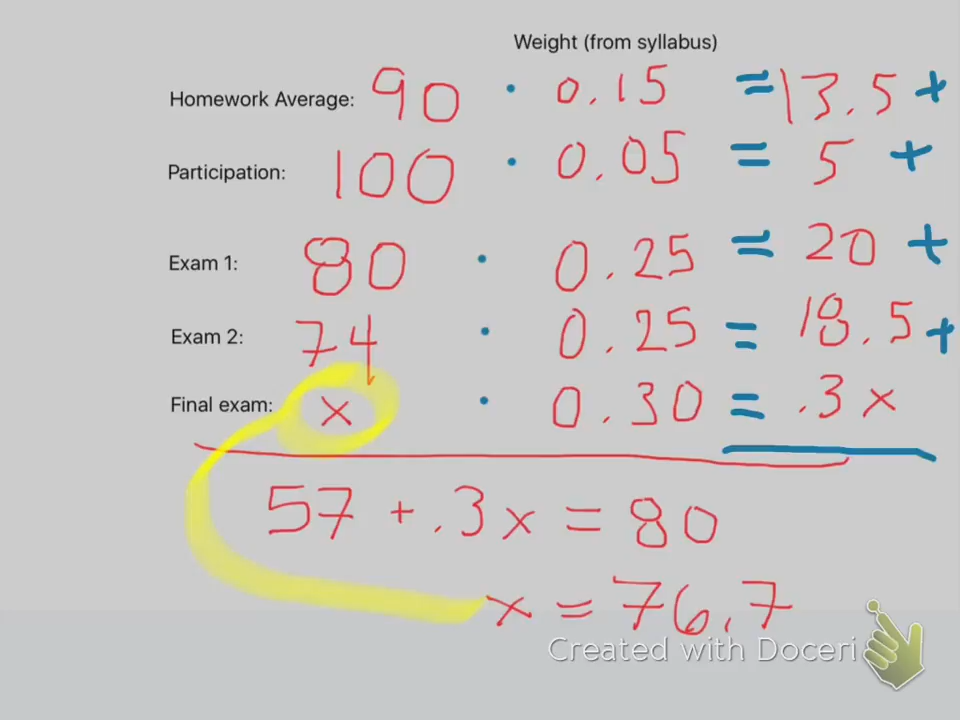 Weight (from syllabus)
Homework Average: 90 · 0.15 = 13.5 +
Participation: 100 · 0.05 = 5 +
Exam 1: 80 · 0.25 = 20 +
Exam 2: 74 · 0.25 = 18.5 +
Final exam: x · 0.30 = .3x
57 + .3x = 80
x = 76.7
Created with Doceri